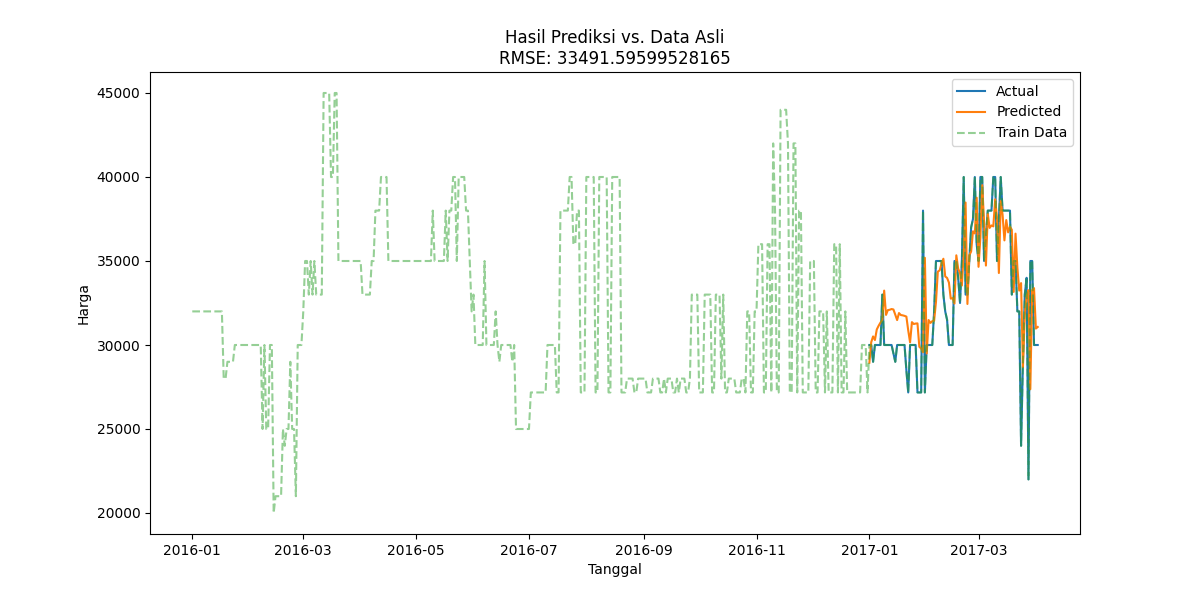 Hasil Prediksi vs. Data Asli
RMSE: 33491.59599528165
Actual
Predicted
Train Data
45000
40000
35000
30000
25000
20000
Harga
2016-01
2016-03
2016-05
2016-07
2016-09
2016-11
2017-01
2017-03
Tanggal